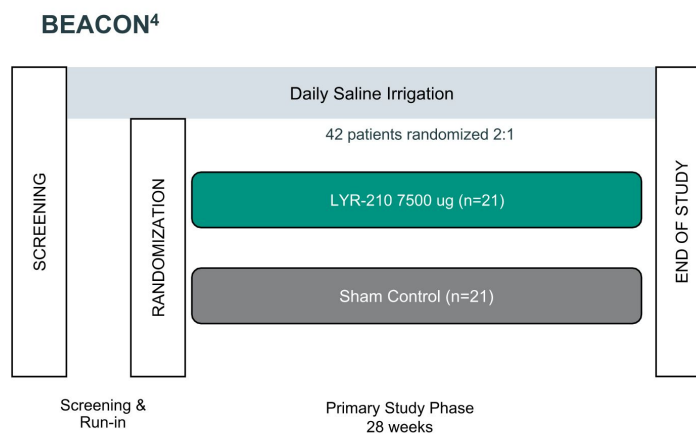 BEACON⁴
Daily Saline Irrigation
42 patients randomized 2:1
SCREENING
RANDOMIZATION
LYR-210 7500 ug (n=21)
Sham Control (n=21)
END OF STUDY
Screening &
Run-in
Primary Study Phase
28 weeks